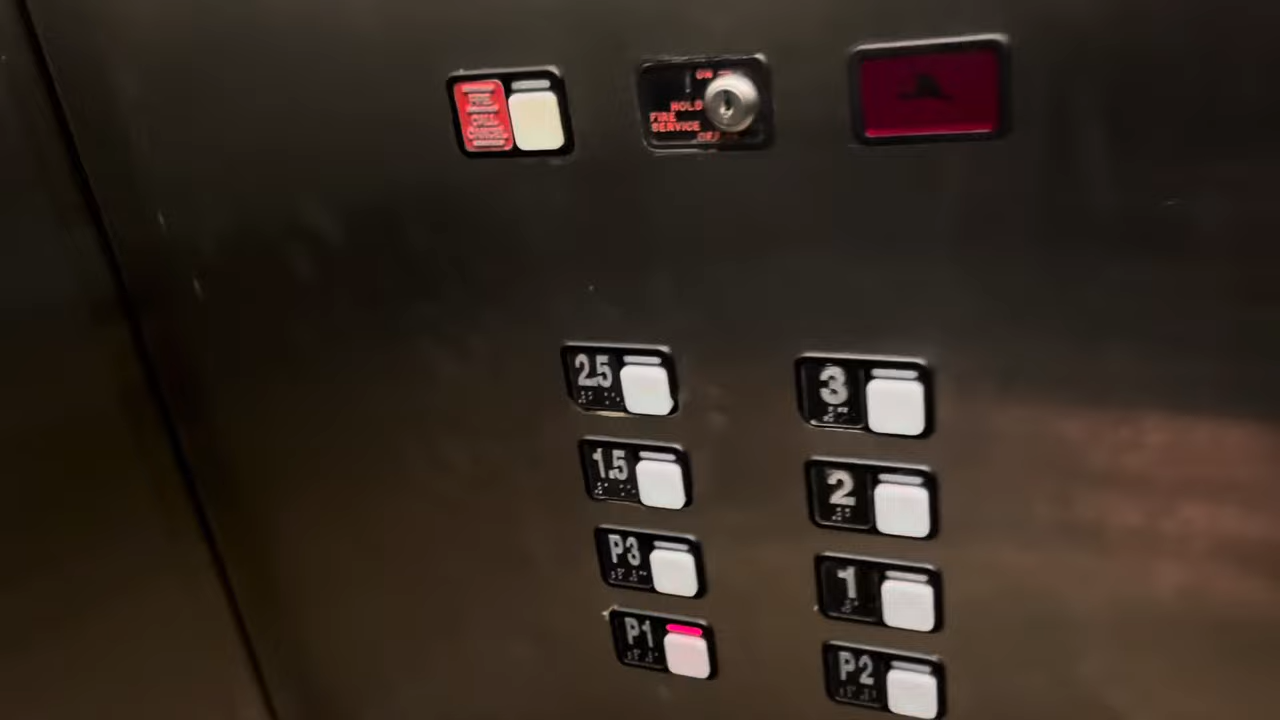 FIRE
CALL
CANCEL
ON
HOLD
FIRE
SERVICE
OFF
2.5
3
1.5
2
P3
1
P1
P2